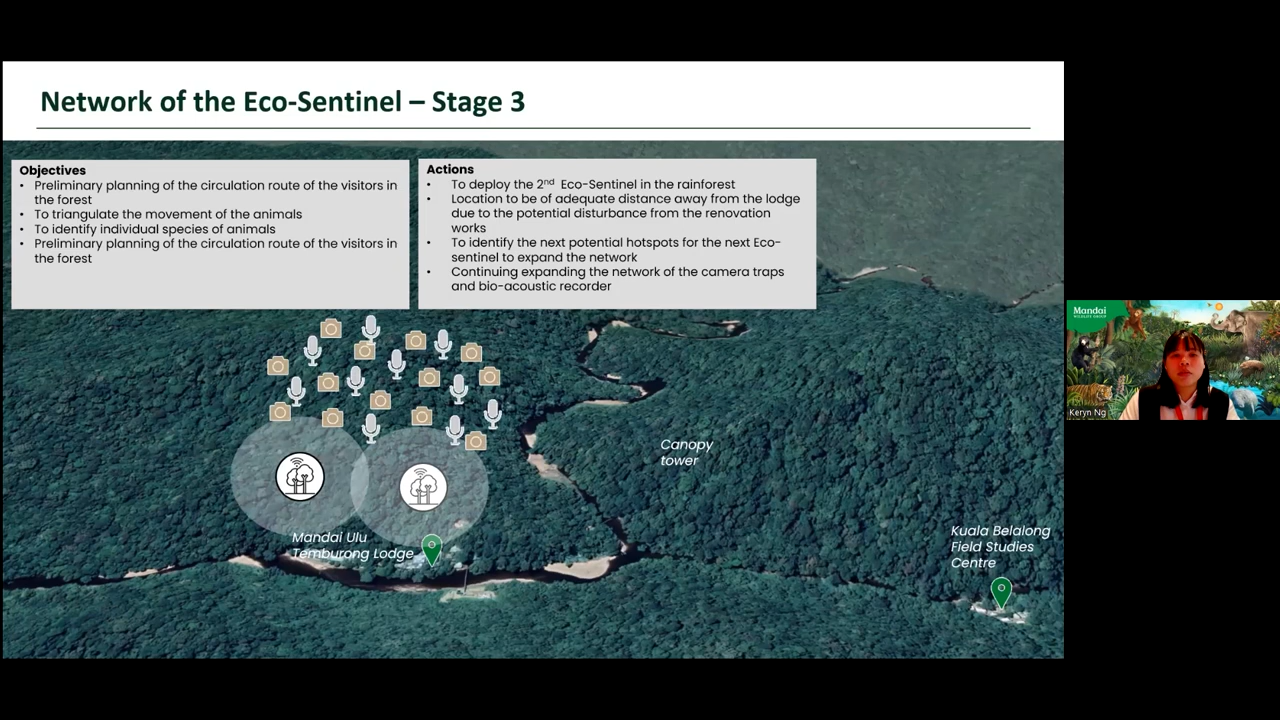 Network of the Eco-Sentinel – Stage 3
Objectives
• Preliminary planning of the circulation route of the visitors in
the forest
• To triangulate the movement of the animals
• To identify individual species of animals
• Preliminary planning of the circulation route of the visitors in
the forest
Actions
• To deploy the 2nd Eco-Sentinel in the rainforest
• Location to be of adequate distance away from the lodge
due to the potential disturbance from the renovation
works
• To identify the next potential hotspots for the next Eco-
sentinel to expand the network
• Continuing expanding the network of the camera traps
and bio-acoustic recorder
Canopy
tower
Mandai Ulu
Temburong Lodge
Kuala Belalong
Field Studies
Centre
Mandai
WILDLIFE GROUP
Keryn Ng